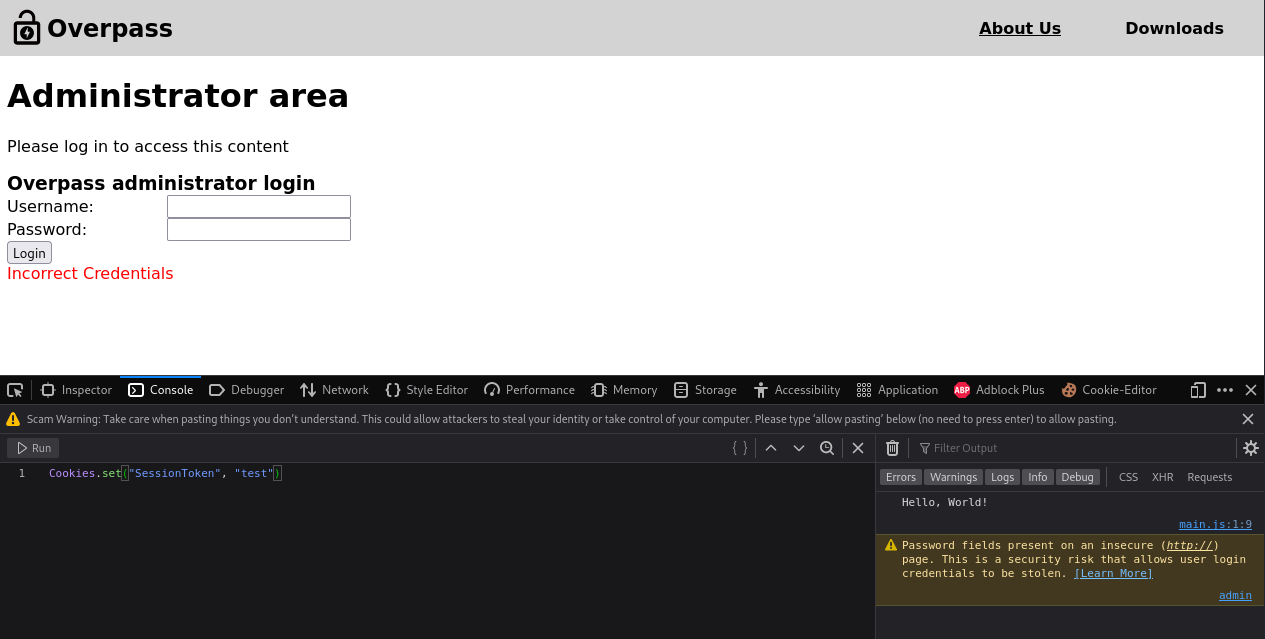 Overpass About Us Downloads
Administrator area
Please log in to access this content
Overpass administrator login
Username:
Password:
Login
Incorrect Credentials
Inspector Console Debugger Network Style Editor Performance Memory Storage Accessibility Application ABP Adblock Plus Cookie-Editor
Scam Warning: Take care when pasting things you don't understand. This could allow attackers to steal your identity or take control of your computer. Please type 'allow pasting' below (no need to press enter) to allow pasting.
Run { } Filter Output
1 Cookies.set("SessionToken", "test")
Errors Warnings Logs Info Debug CSS XHR Requests
Hello, World!
main.js:1:9
Password fields present on an insecure (http://)
page. This is a security risk that allows user login
credentials to be stolen. [Learn More]
admin